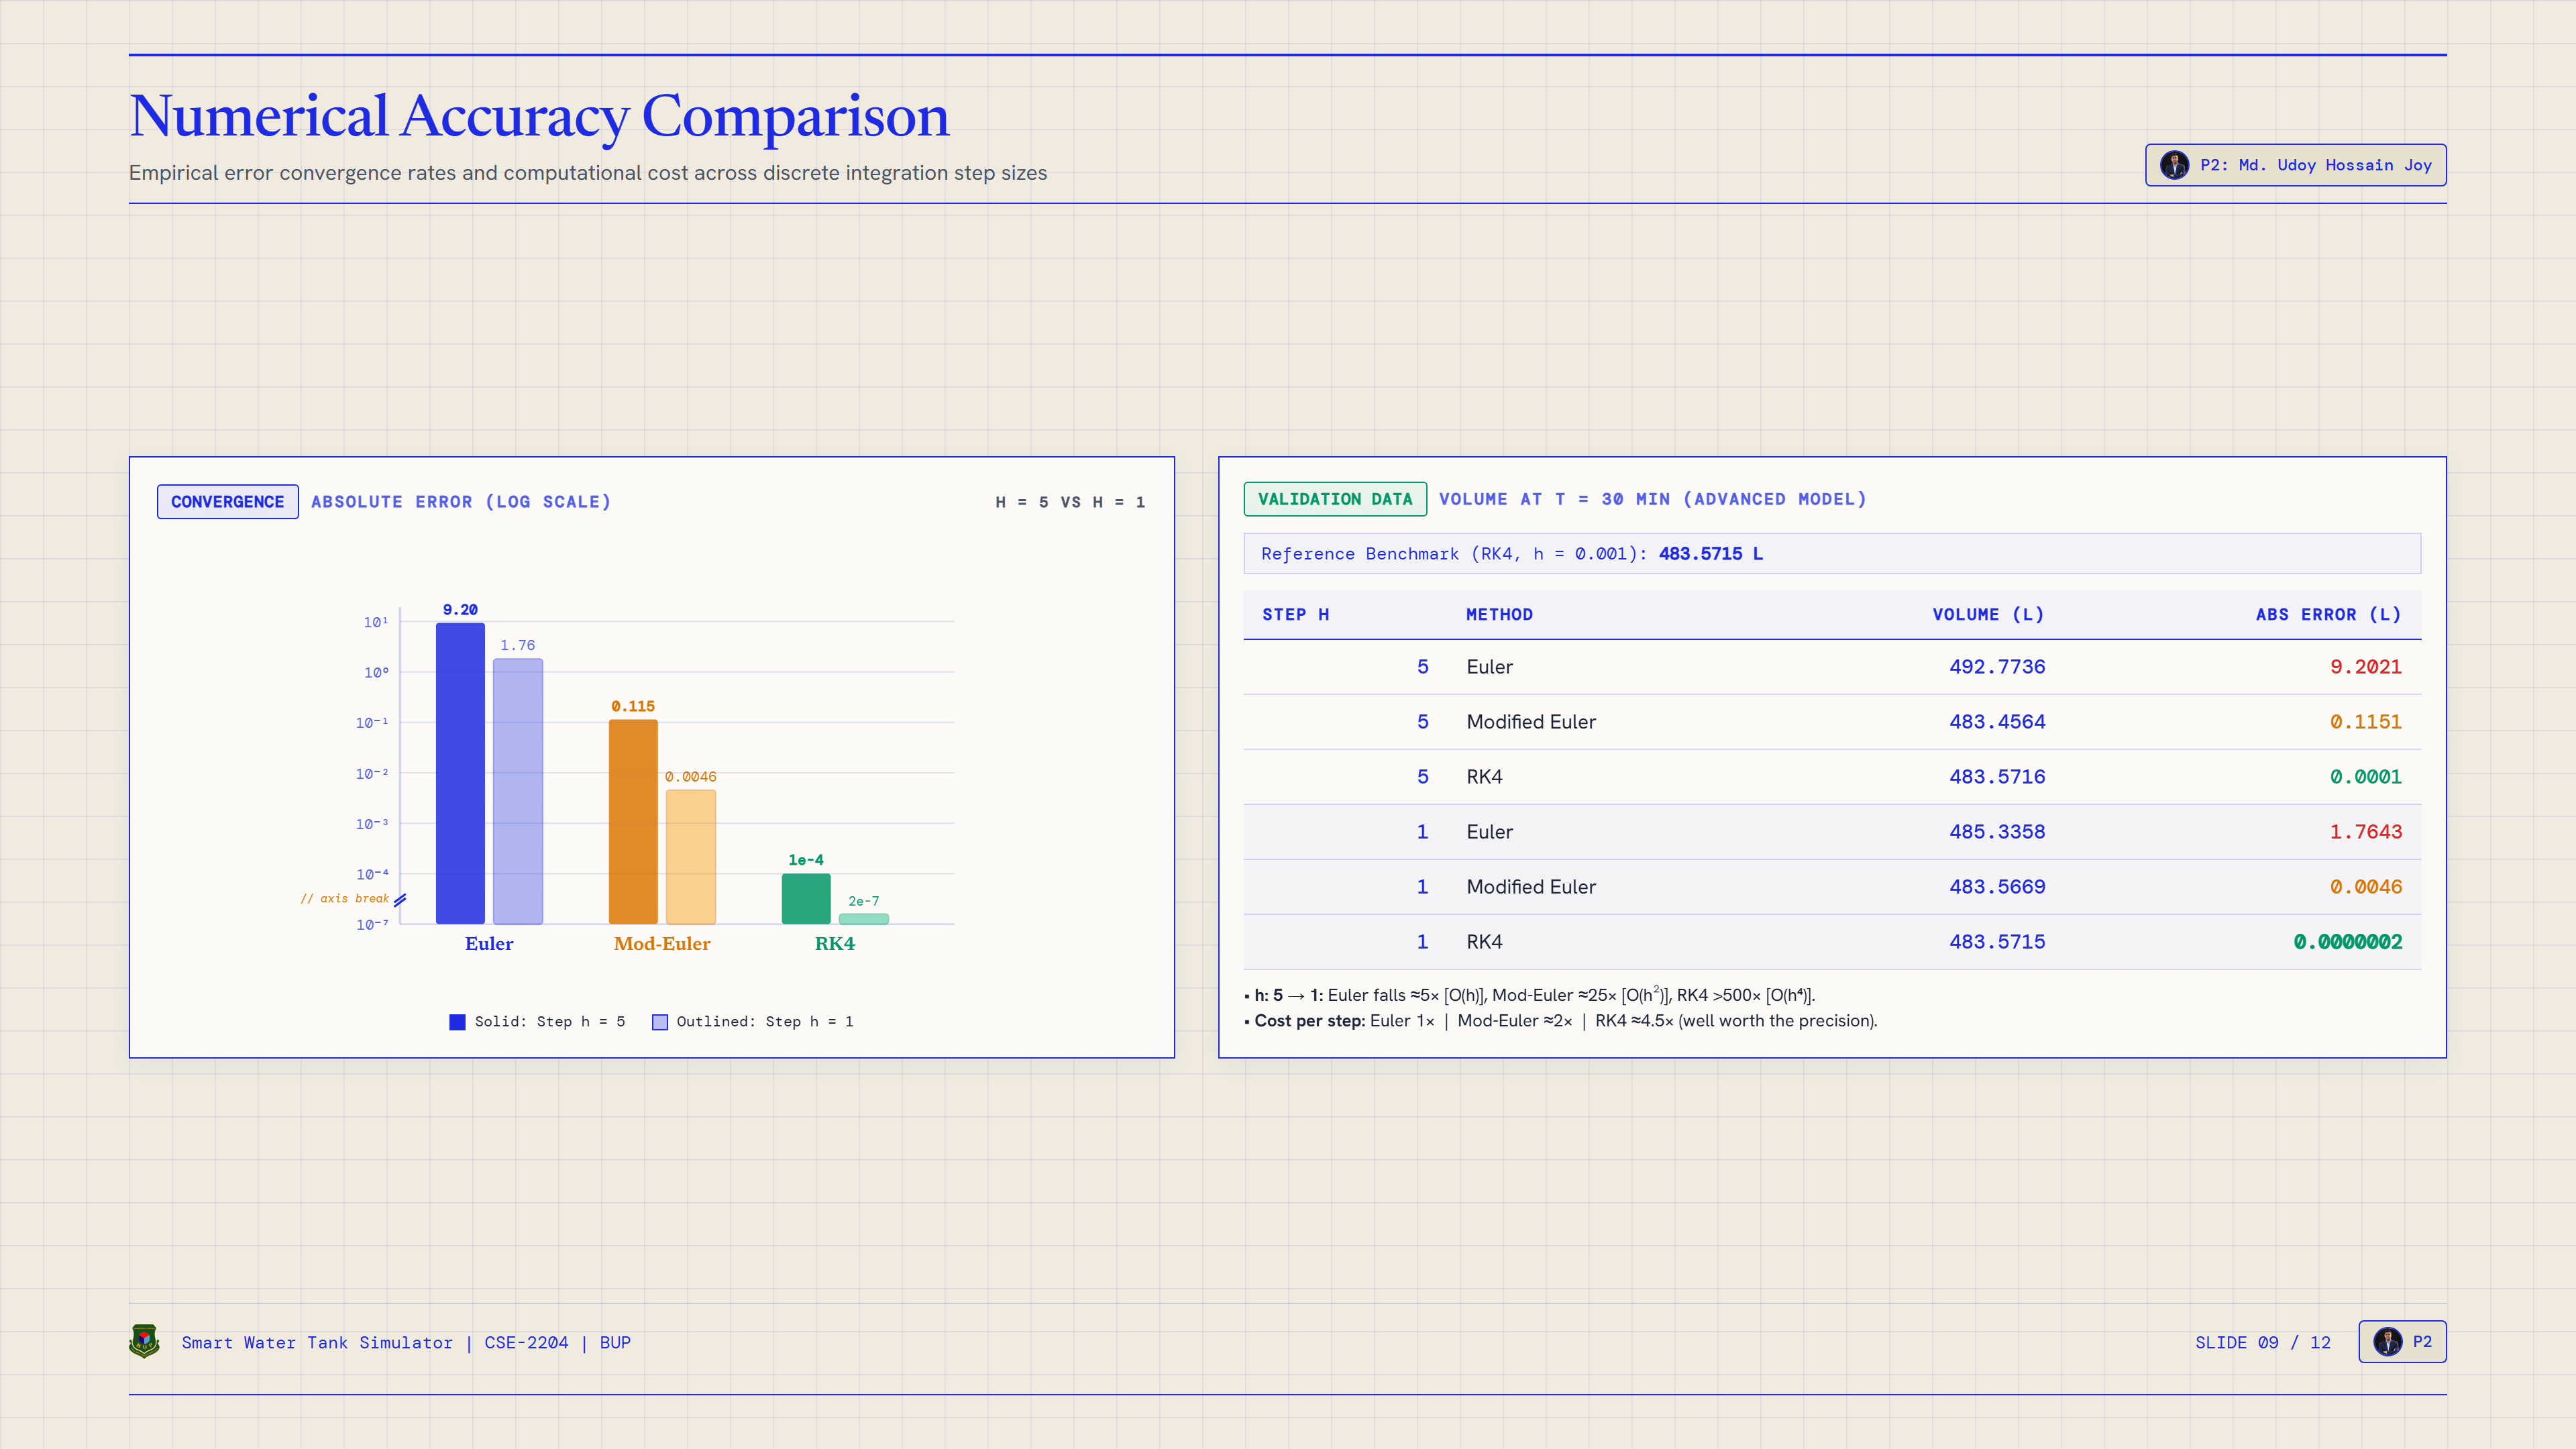 Numerical Accuracy Comparison
Empirical error convergence rates and computational cost across discrete integration step sizes
P2: Md. Udoy Hossain Joy
CONVERGENCE ABSOLUTE ERROR (LOG SCALE)
H = 5 VS H = 1
10¹
10⁰
10⁻¹
10⁻²
10⁻³
10⁻⁴
// axis break
10⁻⁷
9.20
1.76
0.115
0.0046
1e-4
2e-7
Euler
Mod-Euler
RK4
Solid: Step h = 5
Outlined: Step h = 1
VALIDATION DATA VOLUME AT T = 30 MIN (ADVANCED MODEL)
Reference Benchmark (RK4, h = 0.001): 483.5715 L
STEP H METHOD VOLUME (L) ABS ERROR (L)
5 Euler 492.7736 9.2021
5 Modified Euler 483.4564 0.1151
5 RK4 483.5716 0.0001
1 Euler 485.3358 1.7643
1 Modified Euler 483.5669 0.0046
1 RK4 483.5715 0.0000002
▪ h: 5 → 1: Euler falls ≈5× [O(h)], Mod-Euler ≈25× [O(h²)], RK4 >500× [O(h⁴)].
▪ Cost per step: Euler 1× | Mod-Euler ≈2× | RK4 ≈4.5× (well worth the precision).
BUP
Smart Water Tank Simulator | CSE-2204 | BUP
SLIDE 09 / 12
P2